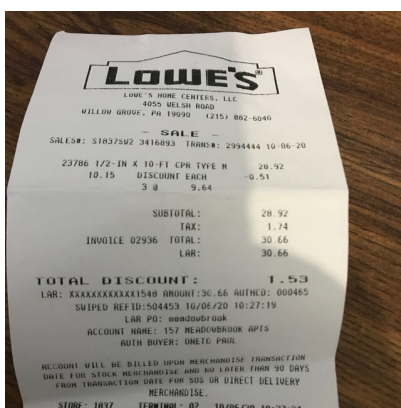 LOWE'S®
LOWE'S HOME CENTERS, LLC
4055 WELSH ROAD
WILLOW GROVE, PA 19090 (215) 882-6040
- SALE -
SALES#: S1837SW2 3416893 TRANS#: 2994444 10-06-20
23786 1/2-IN X 10-FT CPR TYPE M 28.92
10.15 DISCOUNT EACH -0.51
3 @ 9.64
SUBTOTAL: 28.92
TAX: 1.74
INVOICE 02936 TOTAL: 30.66
LAR: 30.66
TOTAL DISCOUNT: 1.53
LAR: XXXXXXXXXXXX1548 AMOUNT:30.66 AUTHCD: 000465
SWIPED REFID:504453 10/06/20 10:27:19
LAR PO: meadowbrook
ACCOUNT NAME: 157 MEADOWBROOK APTS
AUTH BUYER: ONETO PAUL
ACCOUNT WILL BE BILLED UPON MERCHANDISE TRANSACTION
DATE FOR STOCK MERCHANDISE AND NO LATER THAN 90 DAYS
FROM TRANSACTION DATE FOR SOS OR DIRECT DELIVERY
MERCHANDISE.
STORE: 1837 TERMINAL: 02 10/06/20